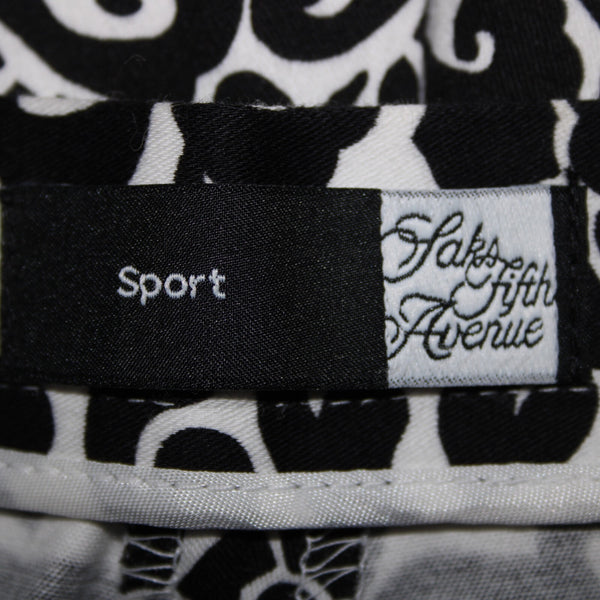 Sport
Saks
fifth
Avenue